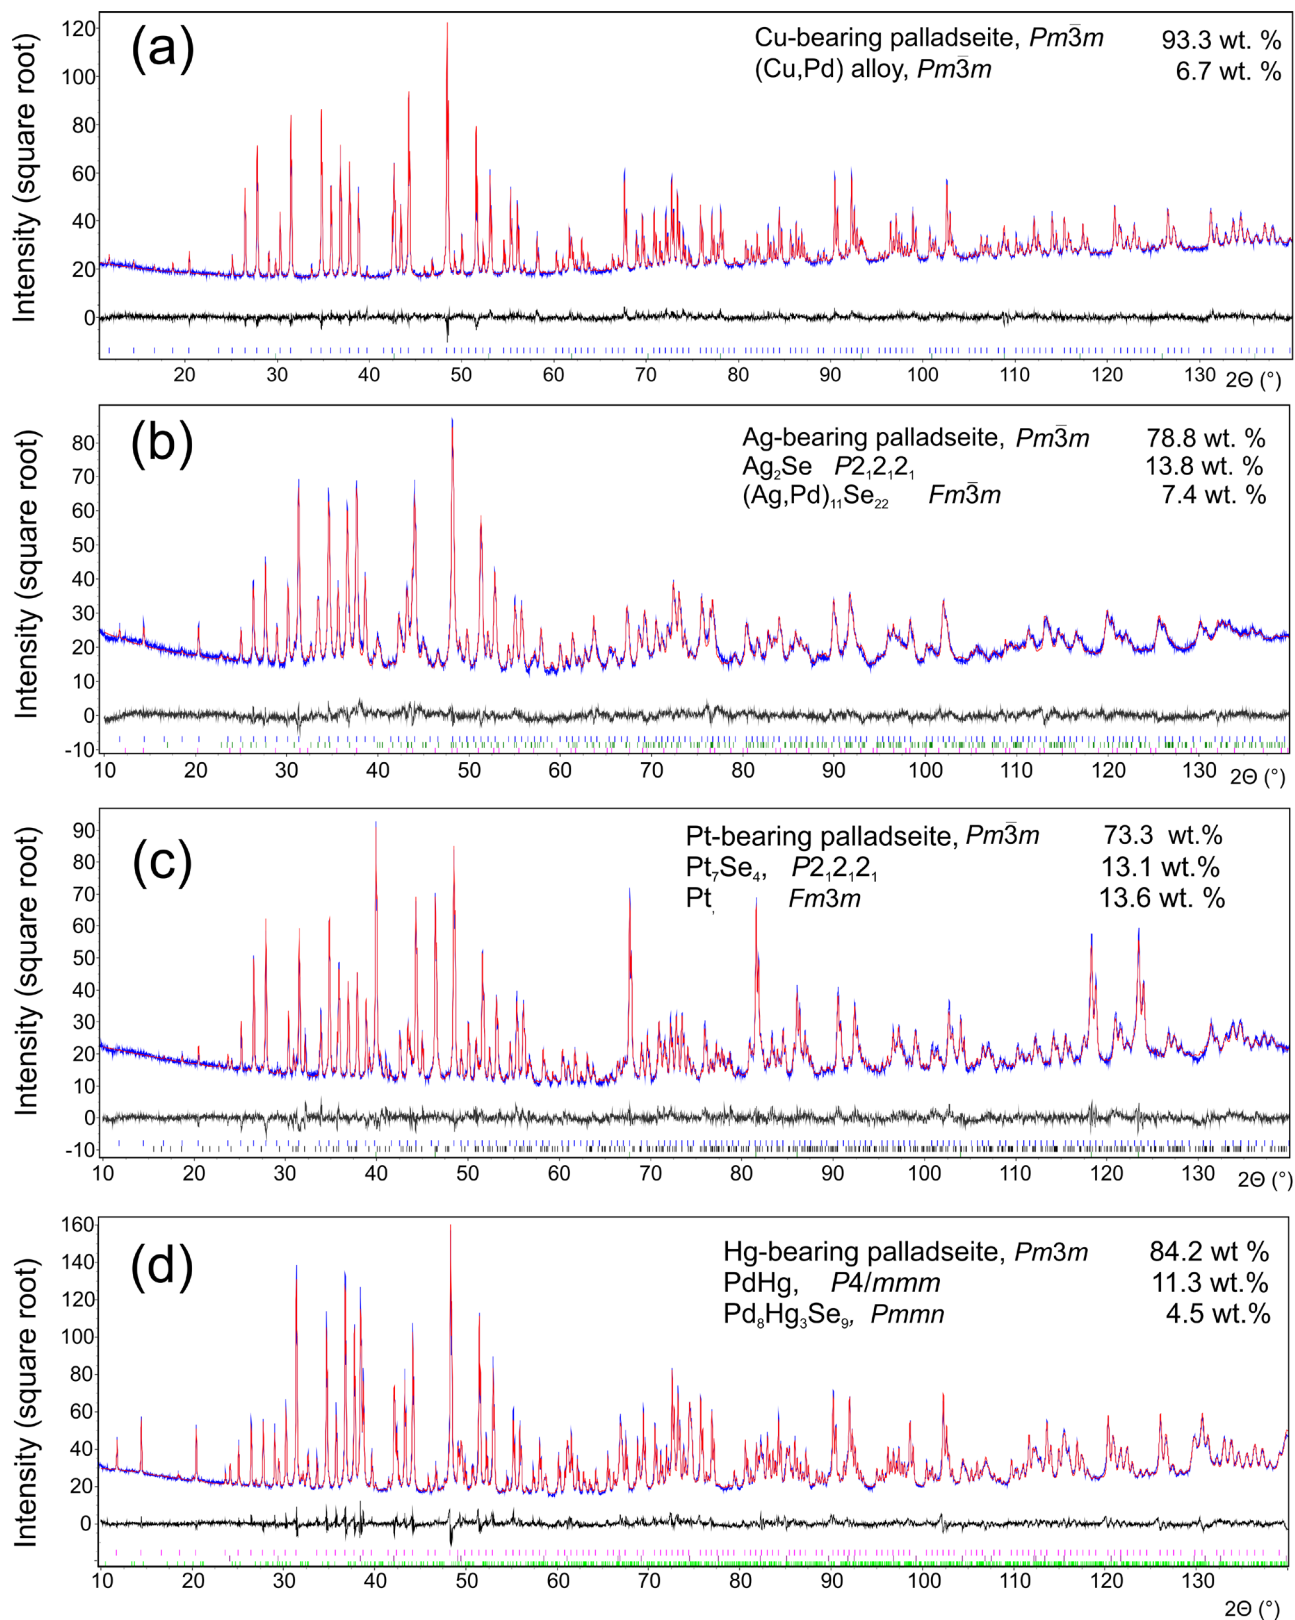 (a)
Cu-bearing palladseite, Pm3̅m 93.3 wt. %
(Cu,Pd) alloy, Pm3̅m 6.7 wt. %
Intensity (square root)
120
100
80
60
40
20
0
20 30 40 50 60 70 80 90 100 110 120 130
2Θ (°)
(b)
Ag-bearing palladseite, Pm3̅m 78.8 wt. %
Ag₂Se P2₁2₁2₁ 13.8 wt. %
(Ag,Pd)₁₁Se₂₂ Fm3̅m 7.4 wt. %
Intensity (square root)
80
70
60
50
40
30
20
10
0
-10
10 20 30 40 50 60 70 80 90 100 110 120 130
2Θ (°)
(c)
Pt-bearing palladseite, Pm3̅m 73.3 wt.%
Pt₇Se₄, P2₁2₁2₁ 13.1 wt.%
Pt, Fm3m 13.6 wt. %
Intensity (square root)
90
80
70
60
50
40
30
20
10
0
-10
10 20 30 40 50 60 70 80 90 100 110 120 130
2Θ (°)
(d)
Hg-bearing palladseite, Pm3m 84.2 wt %
PdHg, P4/mmm 11.3 wt.%
Pd₈Hg₃Se₉, Pmmn 4.5 wt.%
Intensity (square root)
160
140
120
100
80
60
40
20
0
10 20 30 40 50 60 70 80 90 100 110 120 130
2Θ (°)